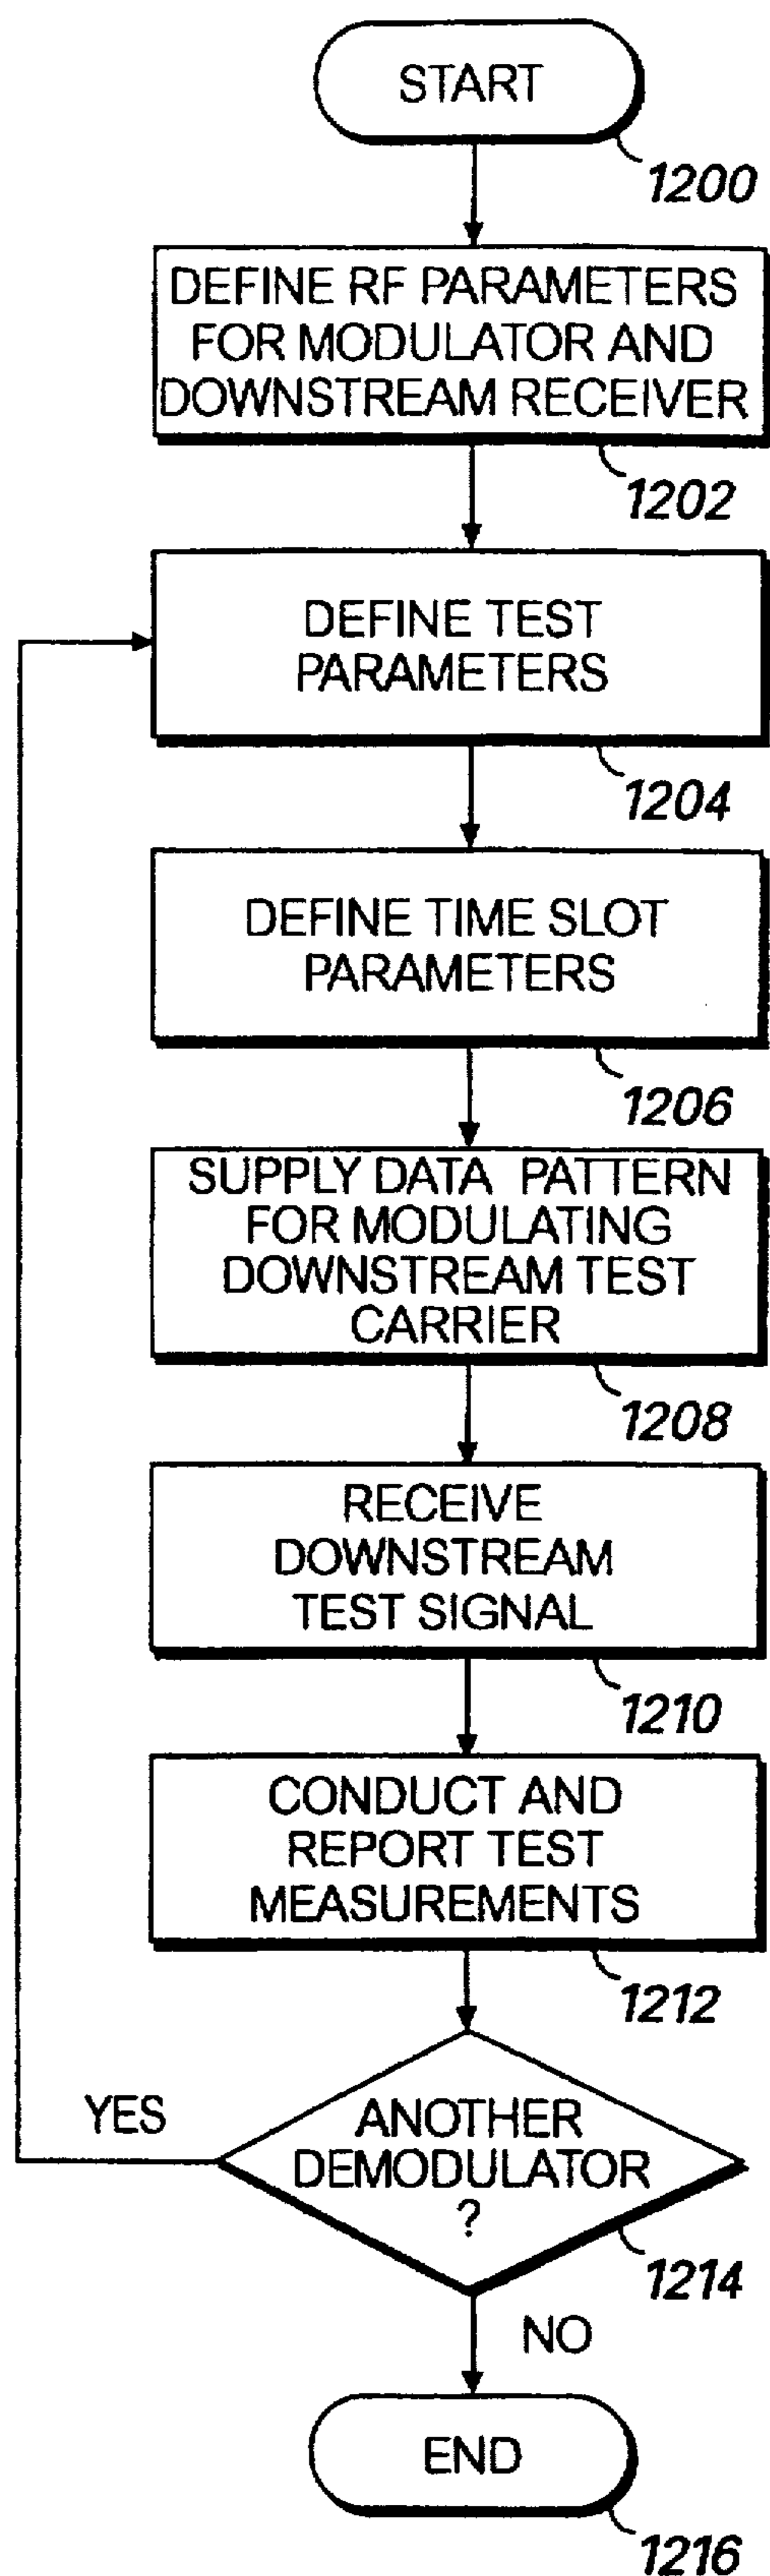 START
1200
DEFINE RF PARAMETERS
FOR MODULATOR AND
DOWNSTREAM RECEIVER
1202
DEFINE TEST
PARAMETERS
1204
DEFINE TIME SLOT
PARAMETERS
1206
SUPPLY DATA PATTERN
FOR MODULATING
DOWNSTREAM TEST
CARRIER
1208
RECEIVE
DOWNSTREAM
TEST SIGNAL
1210
CONDUCT AND
REPORT TEST
MEASUREMENTS
1212
YES
ANOTHER
DEMODULATOR
?
1214
NO
END
1216